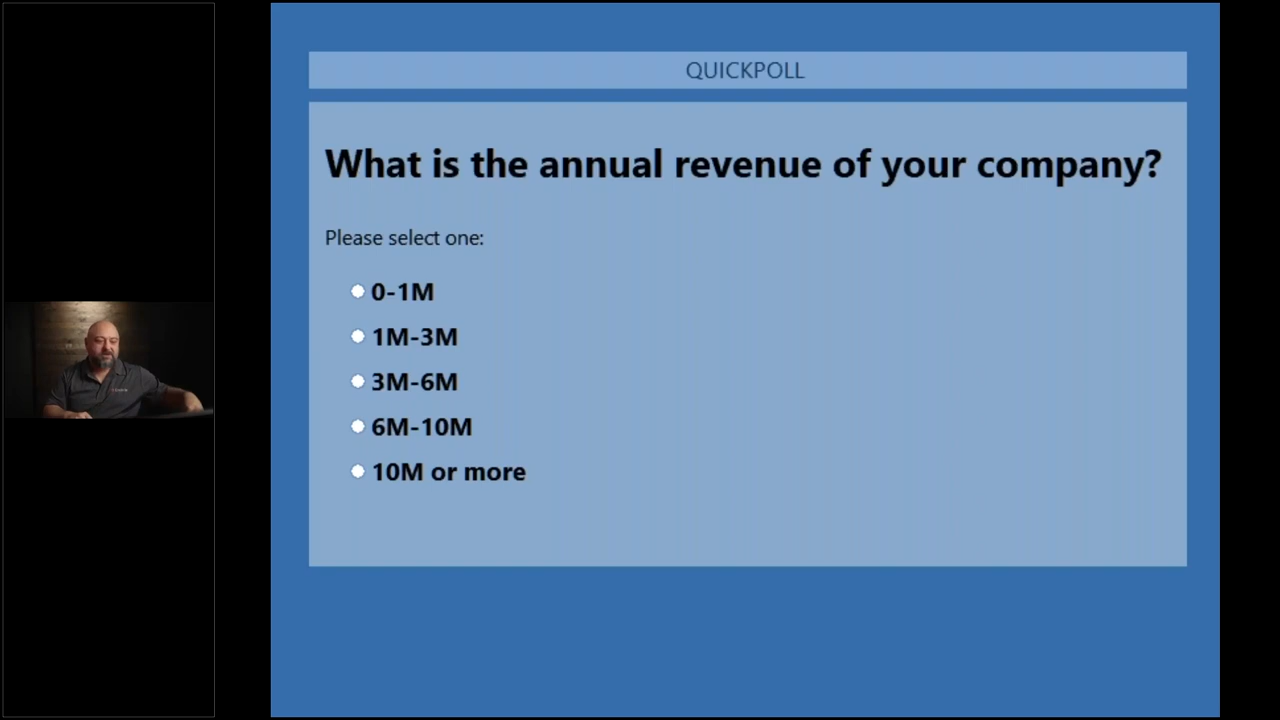 QUICKPOLL
What is the annual revenue of your company?
Please select one:
0-1M
1M-3M
3M-6M
6M-10M
10M or more